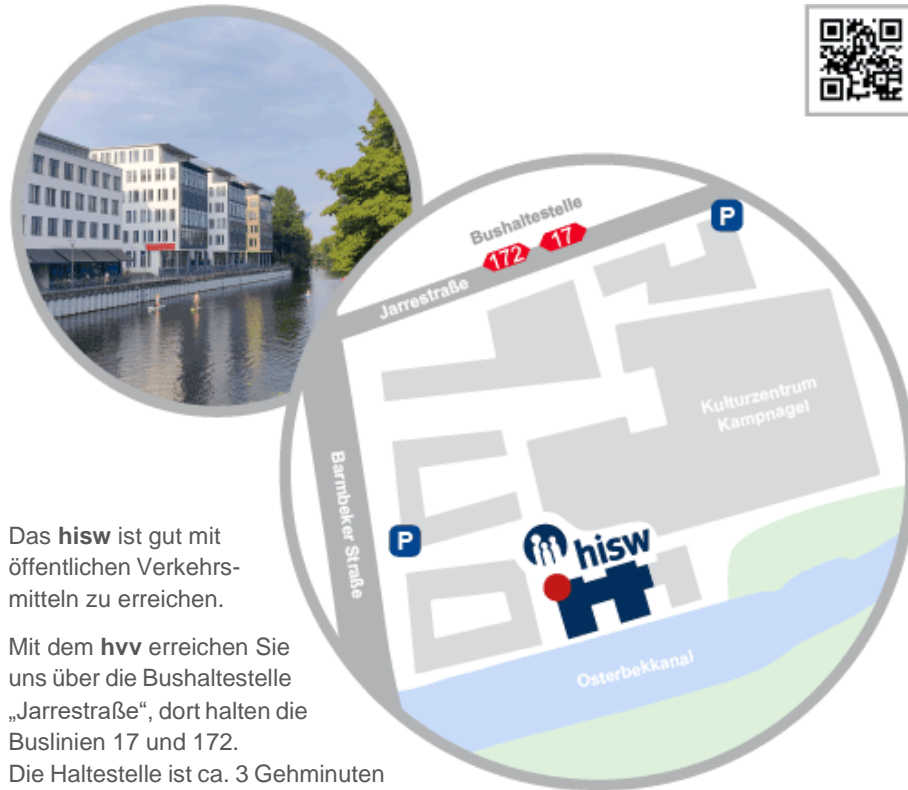 Bushaltestelle
172
17
P
Jarrestraße
Kulturzentrum
Kampnagel
Barmbeker Straße
P
hisw
Osterbekkanal
Das hisw ist gut mit
öffentlichen Verkehrs-
mitteln zu erreichen.
Mit dem hvv erreichen Sie
uns über die Bushaltestelle
„Jarrestraße“, dort halten die
Buslinien 17 und 172.
Die Haltestelle ist ca. 3 Gehminuten